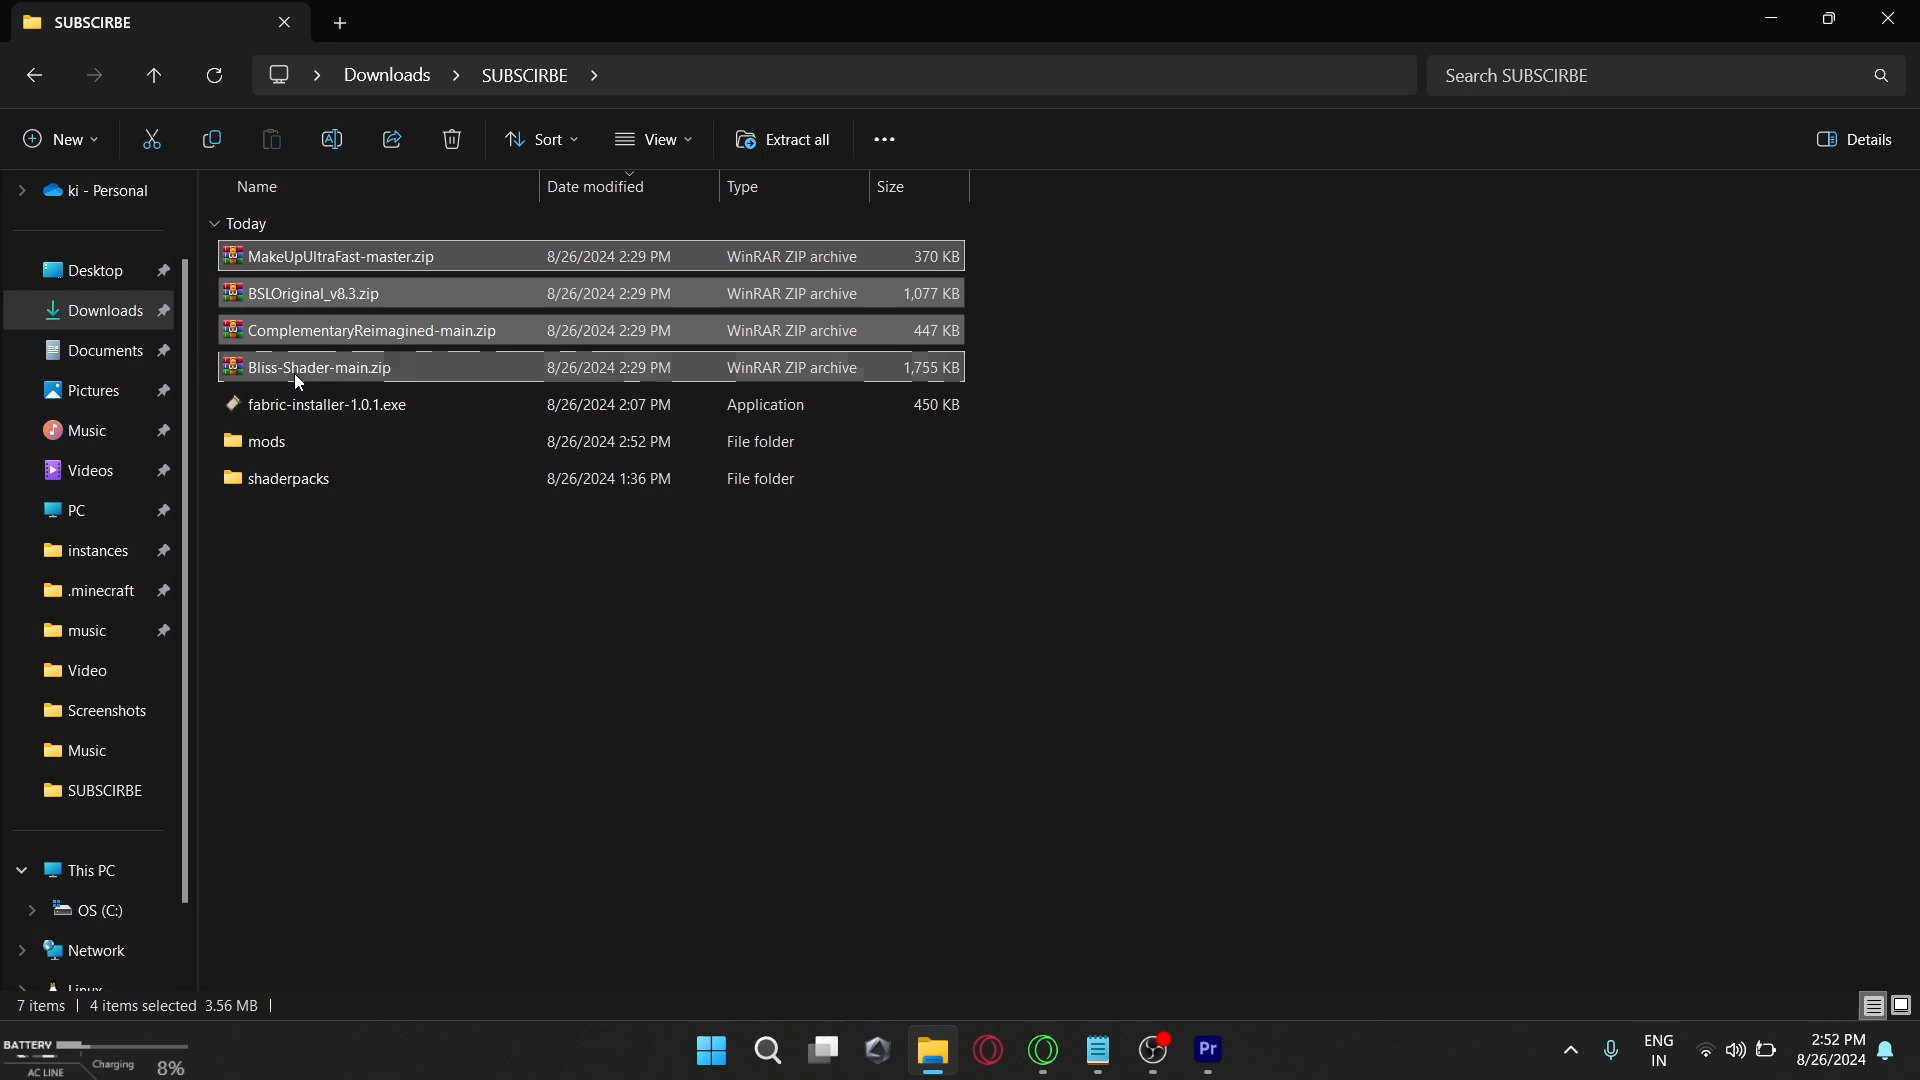 SUBSCIRBE
Downloads
SUBSCIRBE
Search SUBSCIRBE
New
Sort
View
Extract all
Details
ki - Personal
Desktop
Downloads
Documents
Pictures
Music
Videos
PC
instances
.minecraft
music
Video
Screenshots
Music
SUBSCIRBE
This PC
OS (C:)
Network
Linux
Name Date modified Type Size
Today
MakeUpUltraFast-master.zip 8/26/2024 2:29 PM WinRAR ZIP archive 370 KB
BSLOriginal_v8.3.zip 8/26/2024 2:29 PM WinRAR ZIP archive 1,077 KB
ComplementaryReimagined-main.zip 8/26/2024 2:29 PM WinRAR ZIP archive 447 KB
Bliss-Shader-main.zip 8/26/2024 2:29 PM WinRAR ZIP archive 1,755 KB
fabric-installer-1.0.1.exe 8/26/2024 2:07 PM Application 450 KB
mods 8/26/2024 2:52 PM File folder
shaderpacks 8/26/2024 1:36 PM File folder
7 items 4 items selected 3.56 MB
BATTERY
Charging 8%
AC LINE
Pr
ENG
IN
2:52 PM
8/26/2024